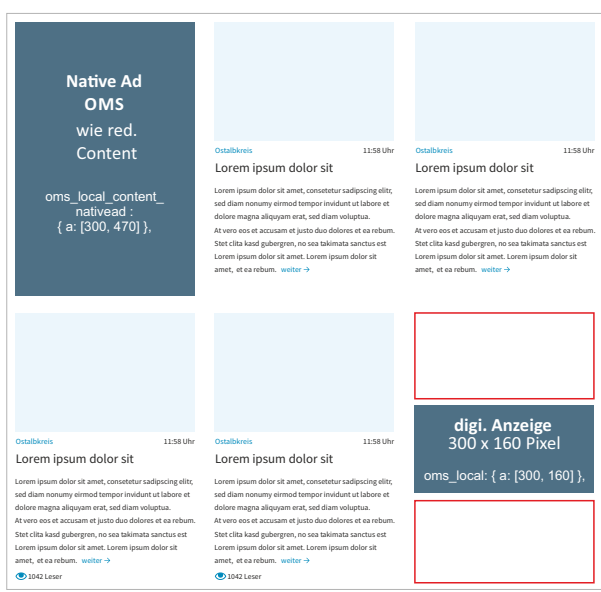 Native Ad
OMS
wie red.
Content
oms_local_content_
nativead :
{ a: [300, 470] },
Ostalbkreis 11:58 Uhr
Lorem ipsum dolor sit
Lorem ipsum dolor sit amet, consetetur sadipscing elitr,
sed diam nonumy eirmod tempor invidunt ut labore et
dolore magna aliquyam erat, sed diam voluptua.
At vero eos et accusam et justo duo dolores et ea rebum.
Stet clita kasd gubergren, no sea takimata sanctus est
Lorem ipsum dolor sit amet. Lorem ipsum dolor sit
amet, et ea rebum. weiter →
Ostalbkreis 11:58 Uhr
Lorem ipsum dolor sit
Lorem ipsum dolor sit amet, consetetur sadipscing elitr,
sed diam nonumy eirmod tempor invidunt ut labore et
dolore magna aliquyam erat, sed diam voluptua.
At vero eos et accusam et justo duo dolores et ea rebum.
Stet clita kasd gubergren, no sea takimata sanctus est
Lorem ipsum dolor sit amet. Lorem ipsum dolor sit
amet, et ea rebum. weiter →
Ostalbkreis 11:58 Uhr
Lorem ipsum dolor sit
Lorem ipsum dolor sit amet, consetetur sadipscing elitr,
sed diam nonumy eirmod tempor invidunt ut labore et
dolore magna aliquyam erat, sed diam voluptua.
At vero eos et accusam et justo duo dolores et ea rebum.
Stet clita kasd gubergren, no sea takimata sanctus est
Lorem ipsum dolor sit amet. Lorem ipsum dolor sit
amet, et ea rebum. weiter →
1042 Leser
Ostalbkreis 11:58 Uhr
Lorem ipsum dolor sit
Lorem ipsum dolor sit amet, consetetur sadipscing elitr,
sed diam nonumy eirmod tempor invidunt ut labore et
dolore magna aliquyam erat, sed diam voluptua.
At vero eos et accusam et justo duo dolores et ea rebum.
Stet clita kasd gubergren, no sea takimata sanctus est
Lorem ipsum dolor sit amet. Lorem ipsum dolor sit
amet, et ea rebum. weiter →
1042 Leser
digi. Anzeige
300 x 160 Pixel
oms_local: { a: [300, 160] },